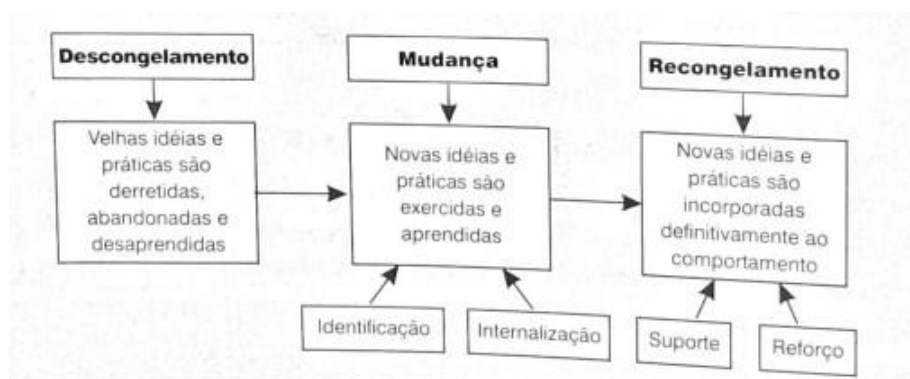 Descongelamento
Mudança
Recongelamento
Velhas idéias e
práticas são
derretidas,
abandonadas e
desaprendidas
Novas idéias e
práticas são
exercidas e
aprendidas
Novas idéias e
práticas são
incorporadas
definitivamente ao
comportamento
Identificação
Internalização
Suporte
Reforço